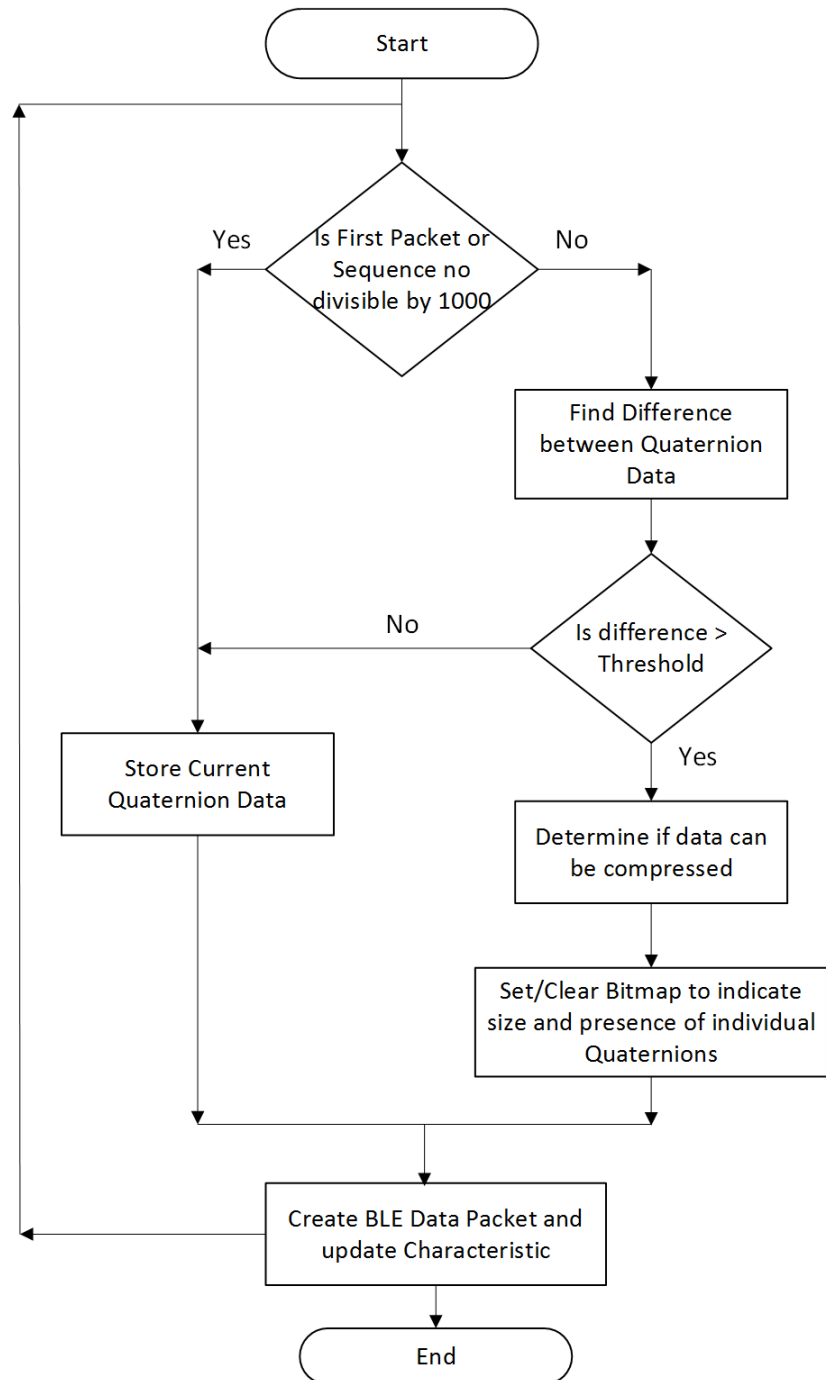 Start
Yes
Is First Packet or
No
Sequence no
divisible by 1000
Find Difference
between Quaternion
Data
No
Is difference >
Threshold
Yes
Store Current
Quaternion Data
Determine if data can
be compressed
Set/Clear Bitmap to indicate
size and presence of individual
Quaternions
Create BLE Data Packet and
update Characteristic
End